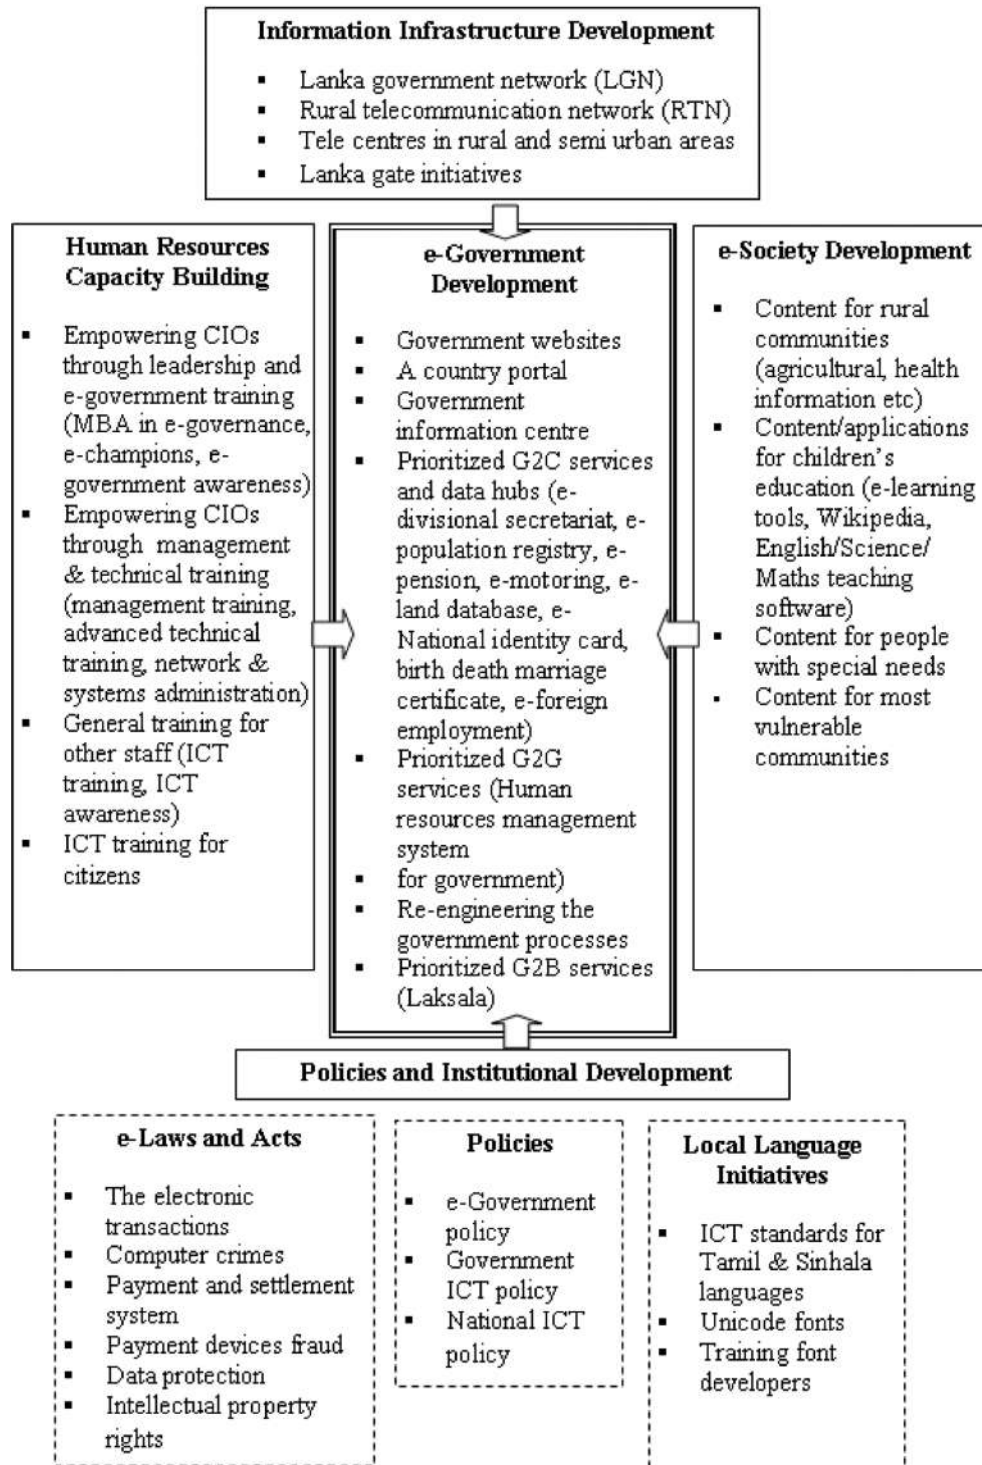 Information Infrastructure Development
▪ Lanka government network (LGN)
▪ Rural telecommunication network (RTN)
▪ Tele centres in rural and semi urban areas
▪ Lanka gate initiatives
Human Resources
Capacity Building
▪ Empowering CIOs
through leadership and
e-government training
(MBA in e-governance,
e-champions, e-
government awareness)
▪ Empowering CIOs
through management
& technical training
(management training,
advanced technical
training, network &
systems administration)
▪ General training for
other staff (ICT
training, ICT
awareness)
▪ ICT training for
citizens
e-Government
Development
▪ Government websites
▪ A country portal
▪ Government
information centre
▪ Prioritized G2C services
and data hubs (e-
divisional secretariat, e-
population registry, e-
pension, e-motoring, e-
land database, e-
National identity card,
birth death marriage
certificate, e-foreign
employment)
▪ Prioritized G2G
services (Human
resources management
system
▪ for government)
▪ Re-engineering the
government processes
▪ Prioritized G2B services
(Laksala)
e-Society Development
▪ Content for rural
communities
(agricultural, health
information etc)
▪ Content/applications
for children's
education (e-learning
tools, Wikipedia,
English/Science/
Maths teaching
software)
▪ Content for people
with special needs
▪ Content for most
vulnerable
communities
Policies and Institutional Development
e-Laws and Acts
▪ The electronic
transactions
▪ Computer crimes
▪ Payment and settlement
system
▪ Payment devices fraud
▪ Data protection
▪ Intellectual property
rights
Policies
▪ e-Government
policy
▪ Government
ICT policy
▪ National ICT
policy
Local Language
Initiatives
▪ ICT standards for
Tamil & Sinhala
languages
▪ Unicode fonts
▪ Training font
developers